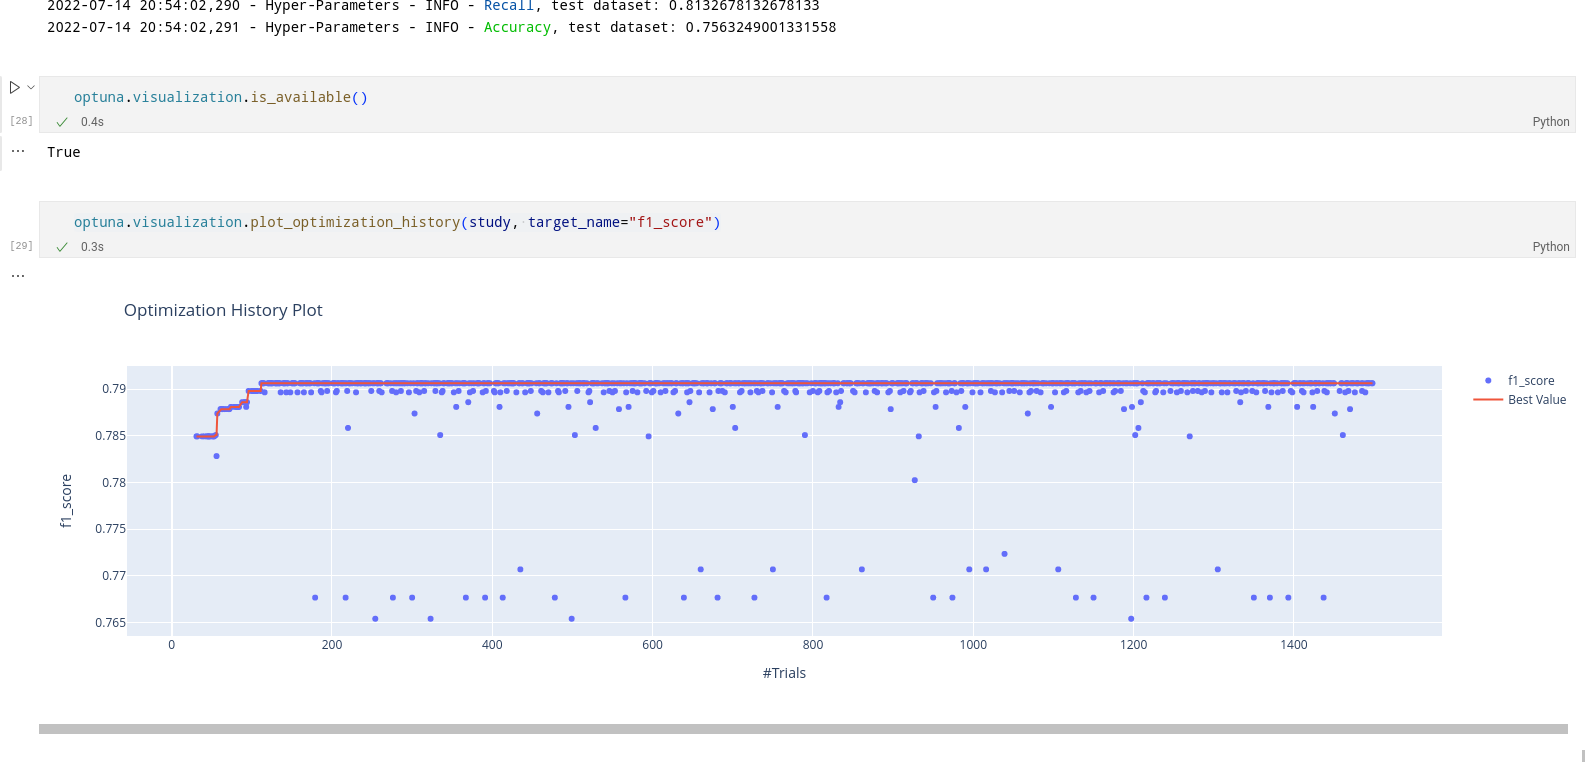 2022-07-14 20:54:02,290 - Hyper-Parameters - INFO - Recall, test dataset: 0.8132678132678133
2022-07-14 20:54:02,291 - Hyper-Parameters - INFO - Accuracy, test dataset: 0.7563249001331558
optuna.visualization.is_available()
[28]
0.4s
Python
...
True
optuna.visualization.plot_optimization_history(study, target_name="f1_score")
[29]
0.3s
Python
...
Optimization History Plot
f1_score
Best Value
0.79
0.785
0.78
0.775
0.77
0.765
f1_score
0 200 400 600 800 1000 1200 1400
#Trials